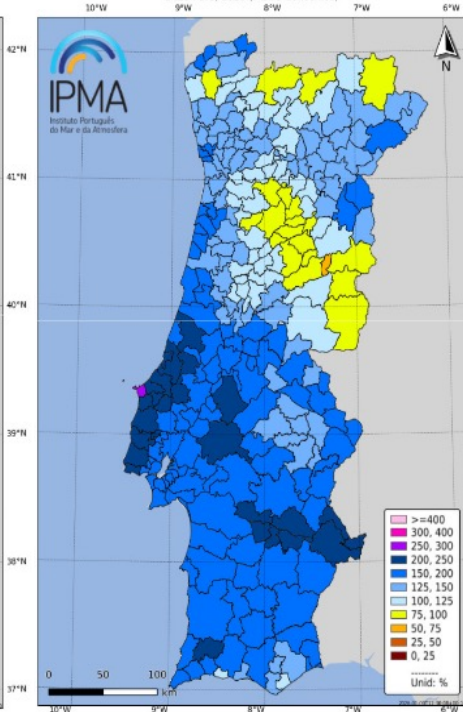 9°W 8°W 7°W 6°W
42°N
N
IPMA
Instituto Português
do Mar e da Atmosfera
41°N
40°N
39°N
>=400
300, 400
250, 300
200, 250
150, 200
125, 150
100, 125
75, 100
50, 75
25, 50
0, 25
Unid: %
38°N
0 50 100
km
37°N
10°W 9°W 8°W 7°W 6°W